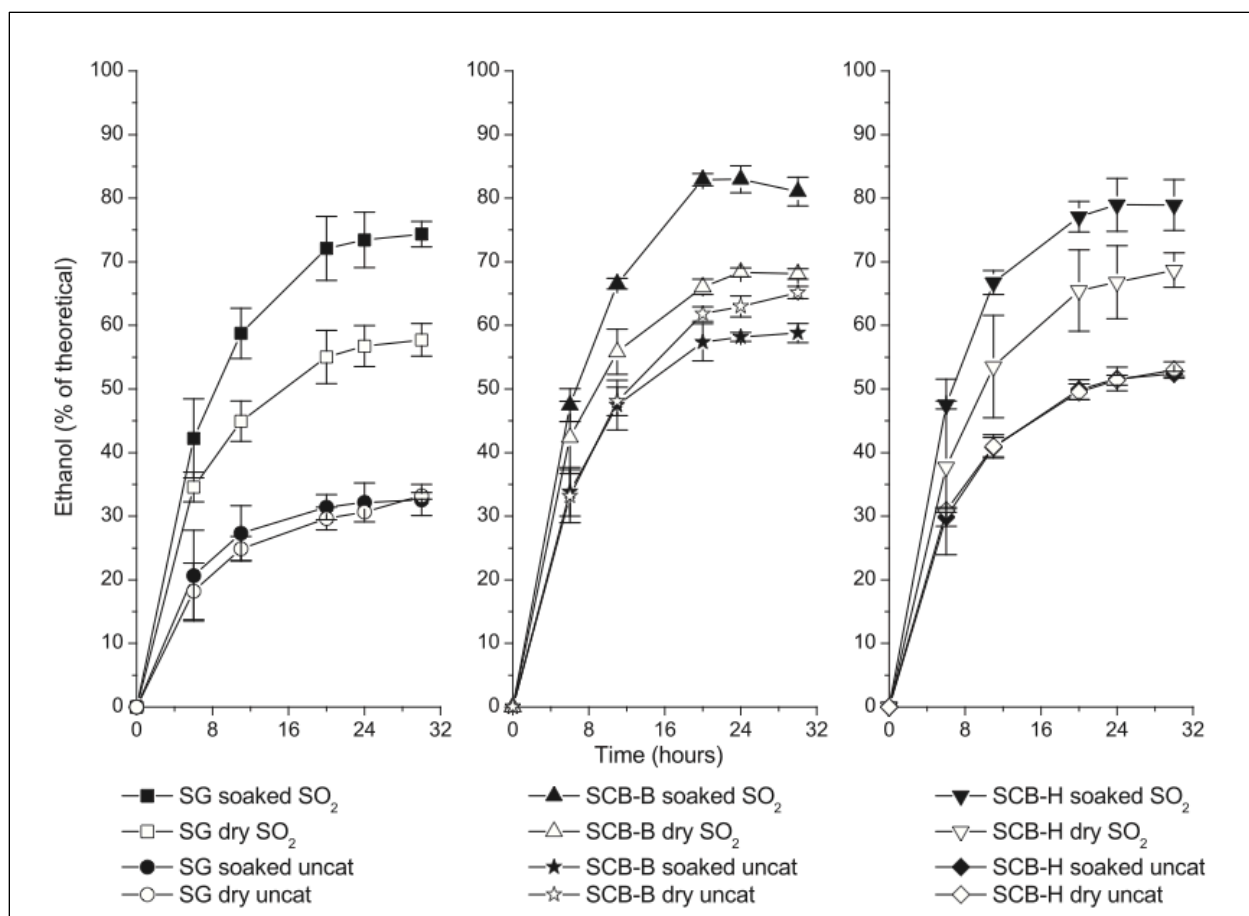 100
90
80
70
60
50
40
30
20
10
0
0 8 16 24 32
Ethanol (% of theoretical)
100
90
80
70
60
50
40
30
20
10
0
0 8 16 24 32
Time (hours)
100
90
80
70
60
50
40
30
20
10
0
0 8 16 24 32
SG soaked SO₂
SG dry SO₂
SG soaked uncat
SG dry uncat
SCB-B soaked SO₂
SCB-B dry SO₂
SCB-B soaked uncat
SCB-B dry uncat
SCB-H soaked SO₂
SCB-H dry SO₂
SCB-H soaked uncat
SCB-H dry uncat